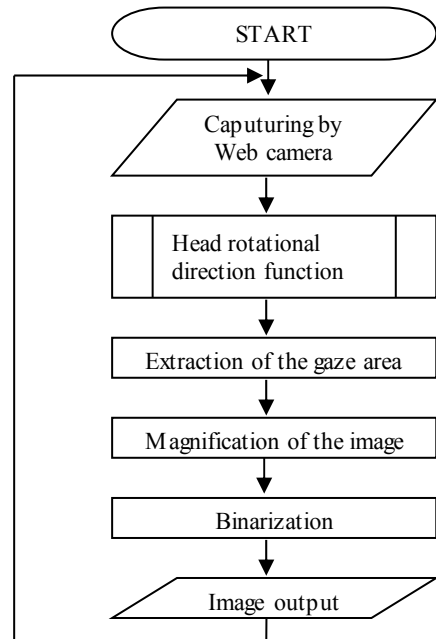 START
Caputuring by
Web camera
Head rotational
direction function
Extraction of the gaze area
Magnification of the image
Binarization
Image output